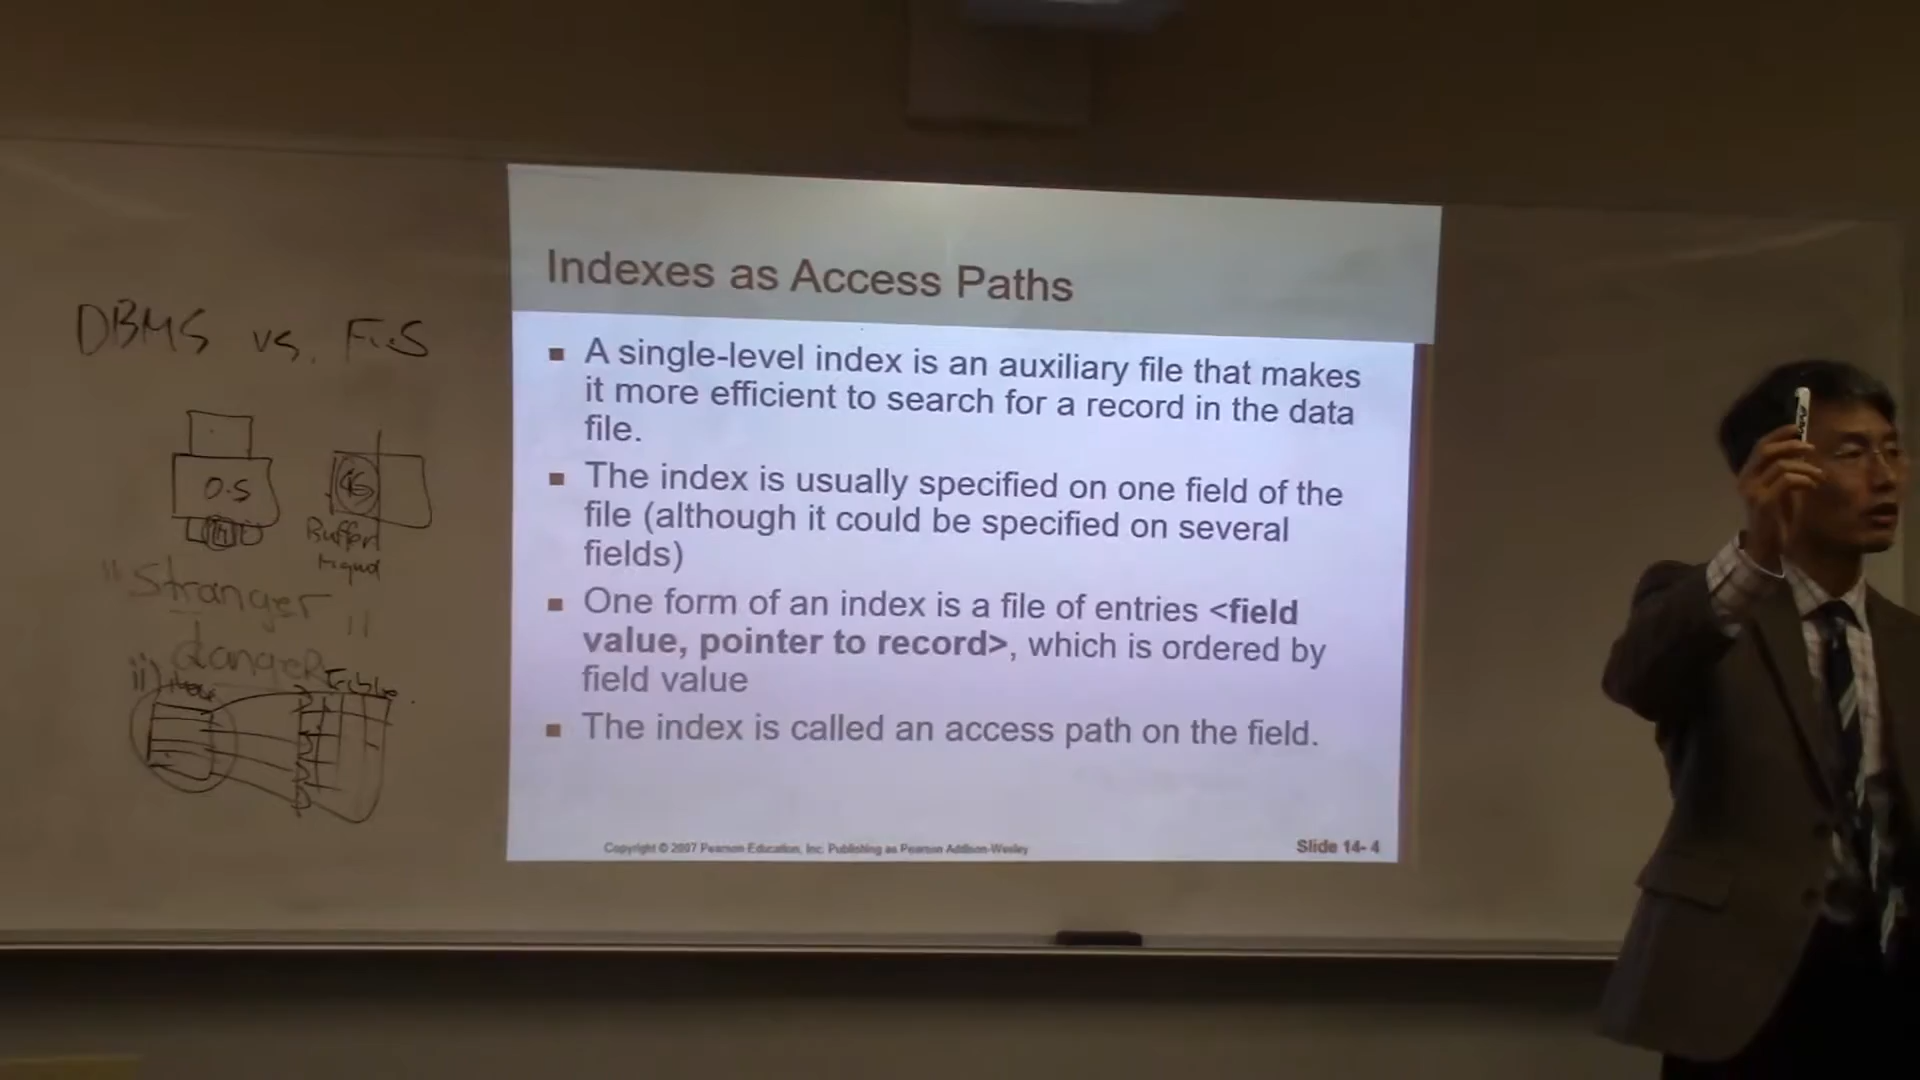 DBMS vs. F.S
O.S
4G
Buffer
"Stranger"
danger
ii)
Table
Indexes as Access Paths
A single-level index is an auxiliary file that makes
it more efficient to search for a record in the data
file.
The index is usually specified on one field of the
file (although it could be specified on several
fields)
One form of an index is a file of entries <field
value, pointer to record>, which is ordered by
field value
The index is called an access path on the field.
Copyright © 2007 Pearson Education, Inc. Publishing as Pearson Addison-Wesley
Slide 14- 4